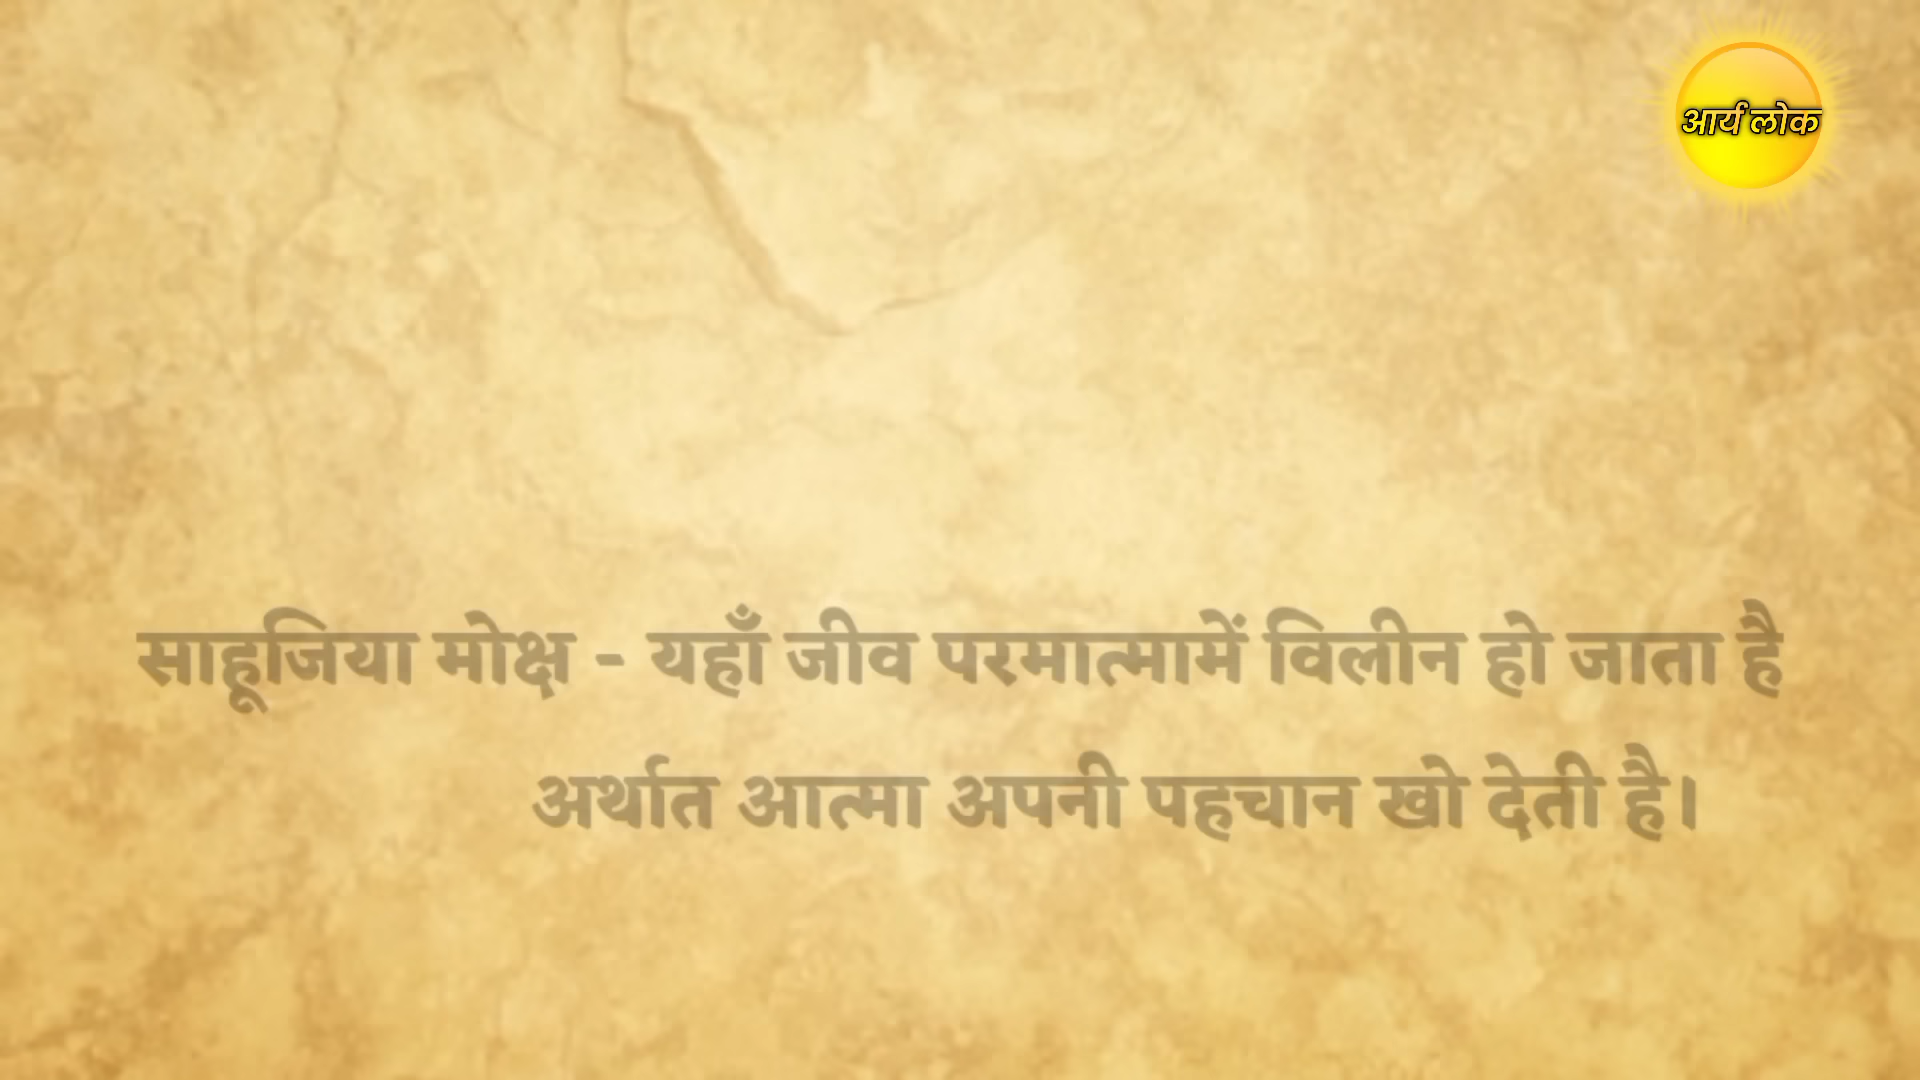 आर्य लोक
साहूजिया मोक्ष - यहाँ जीव परमात्मामें विलीन हो जाता है
अर्थात आत्मा अपनी पहचान खो देती है।